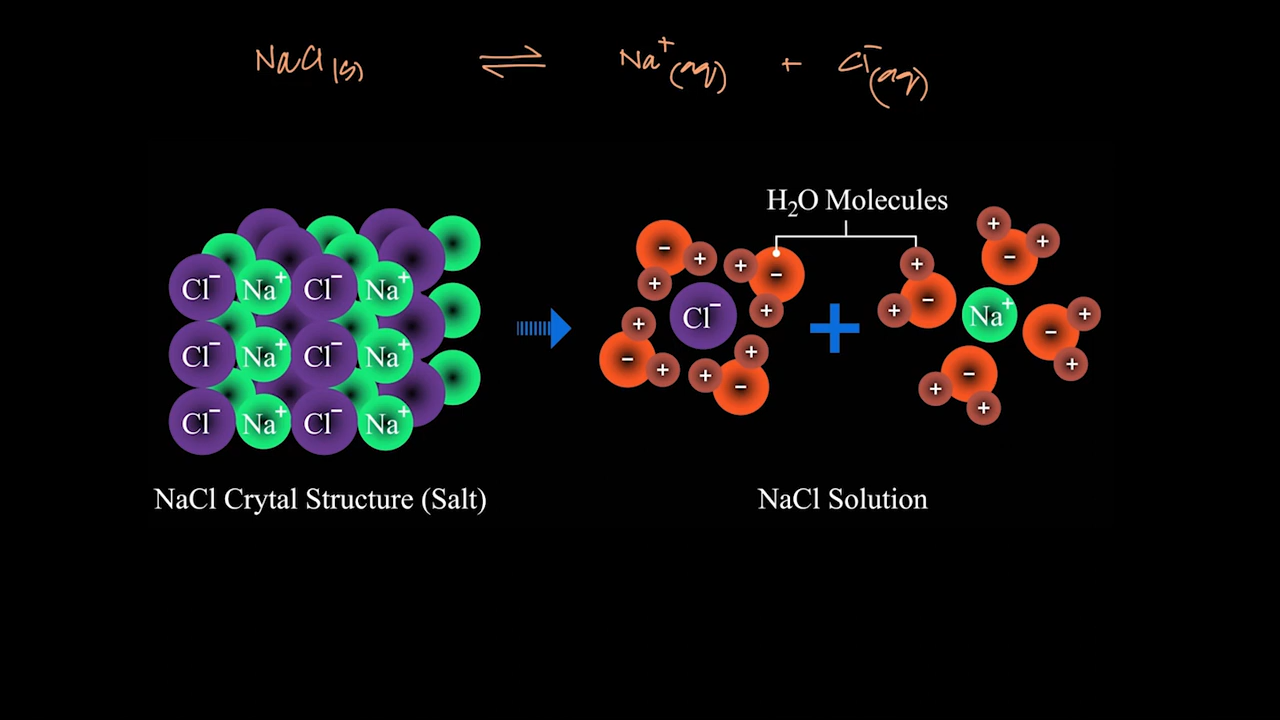 NaCl(s) ⇌ Na⁺(aq) + Cl⁻(aq)
H₂O Molecules
Cl⁻ Na⁺ Cl⁻ Na⁺
Cl⁻ Na⁺ Cl⁻ Na⁺
Cl⁻ Na⁺ Cl⁻ Na⁺
− + + −
+ Cl⁻ +
+ +
− + + −
+
+ +
+ − −
+ Na⁺ − +
− +
+ +
NaCl Crytal Structure (Salt)
NaCl Solution